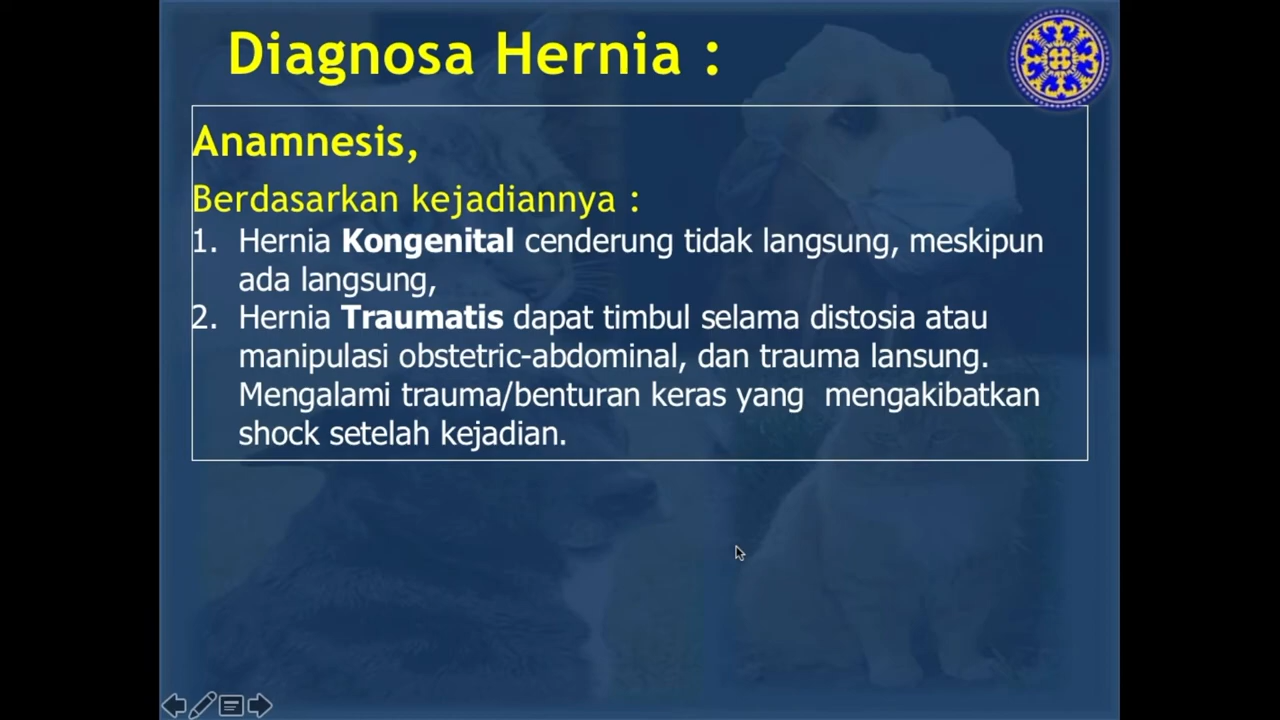 Diagnosa Hernia :
Anamnesis,
Berdasarkan kejadiannya :
1. Hernia Kongenital cenderung tidak langsung, meskipun
ada langsung,
2. Hernia Traumatis dapat timbul selama distosia atau
manipulasi obstetric-abdominal, dan trauma lansung.
Mengalami trauma/benturan keras yang  mengakibatkan
shock setelah kejadian.